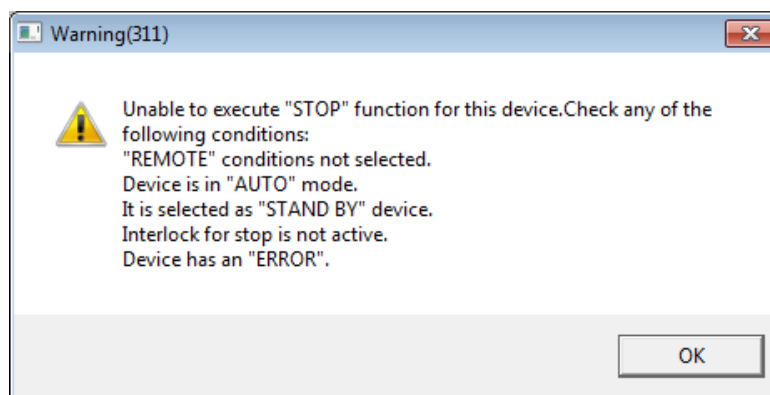 Warning(311)
Unable to execute "STOP" function for this device.Check any of the
following conditions:
"REMOTE" conditions not selected.
Device is in "AUTO" mode.
It is selected as "STAND BY" device.
Interlock for stop is not active.
Device has an "ERROR".
OK